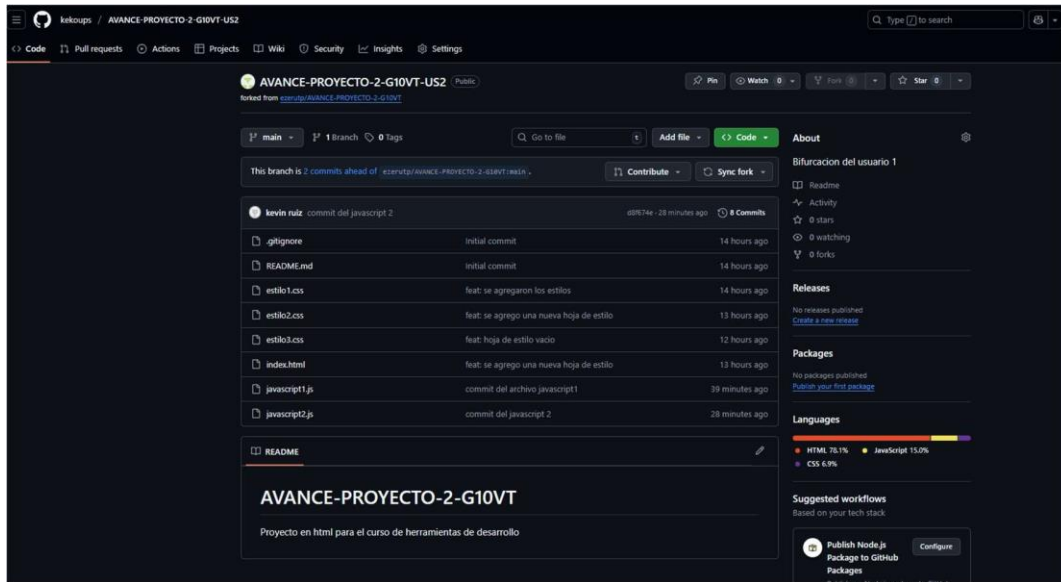 kekoups / AVANCE-PROYECTO-2-G10VT-US2
Type / to search
Code Pull requests Actions Projects Wiki Security Insights Settings
AVANCE-PROYECTO-2-G10VT-US2 Public
Pin Watch 0 Fork 0 Star 0
forked from ezerutp/AVANCE-PROYECTO-2-G10VT
main 1 Branch 0 Tags Go to file t Add file Code
This branch is 2 commits ahead of ezerutp/AVANCE-PROYECTO-2-G10VT:main .
Contribute Sync fork
kevin ruiz commit del javascript 2 28 minutes ago 8 Commits
.gitignore Initial commit 14 hours ago
README.md Initial commit 14 hours ago
estilo1.css feat: se agregaron los estilos 14 hours ago
estilo2.css feat: se agrego una nueva hoja de estilo 13 hours ago
estilo3.css feat: hoja de estilo vacio 12 hours ago
index.html feat: se agrego una nueva hoja de estilo 13 hours ago
javascript1.js commit del archivo javascript1 39 minutes ago
javascript2.js commit del javascript 2 28 minutes ago
README
AVANCE-PROYECTO-2-G10VT
Proyecto en html para el curso de herramientas de desarrollo
About
Bifurcacion del usuario 1
Readme
Activity
0 stars
0 watching
0 forks
Releases
No releases published
Create a new release
Packages
No packages published
Publish your first package
Languages
HTML 78.1% JavaScript 15.0%
CSS 6.9%
Suggested workflows
Based on your tech stack
Publish Node.js
Package to GitHub
Packages
Configure